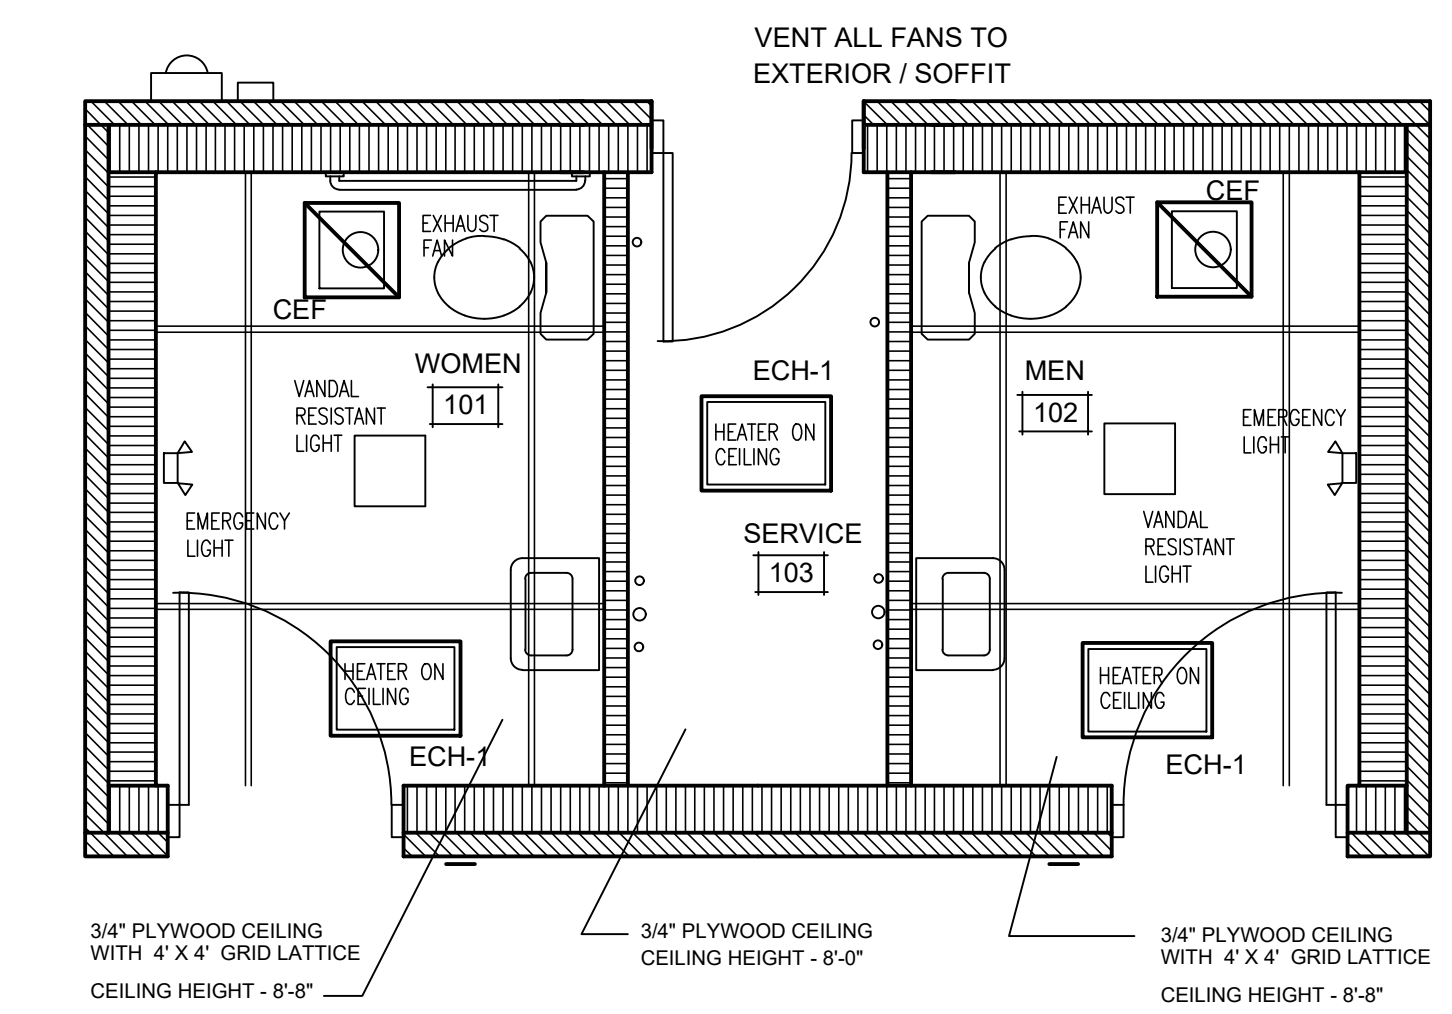 VENT ALL FANS TO
EXTERIOR / SOFFIT
EXHAUST
FAN
CEF
WOMEN
101
VANDAL
RESISTANT
LIGHT
EMERGENCY
LIGHT
HEATER ON
CEILING
ECH-1
ECH-1
HEATER ON
CEILING
SERVICE
103
CEF
EXHAUST
FAN
MEN
102
EMERGENCY
LIGHT
VANDAL
RESISTANT
LIGHT
HEATER ON
CEILING
ECH-1
3/4" PLYWOOD CEILING
WITH 4' X 4' GRID LATTICE
CEILING HEIGHT - 8'-8"
3/4" PLYWOOD CEILING
CEILING HEIGHT - 8'-0"
3/4" PLYWOOD CEILING
WITH 4' X 4' GRID LATTICE
CEILING HEIGHT - 8'-8"